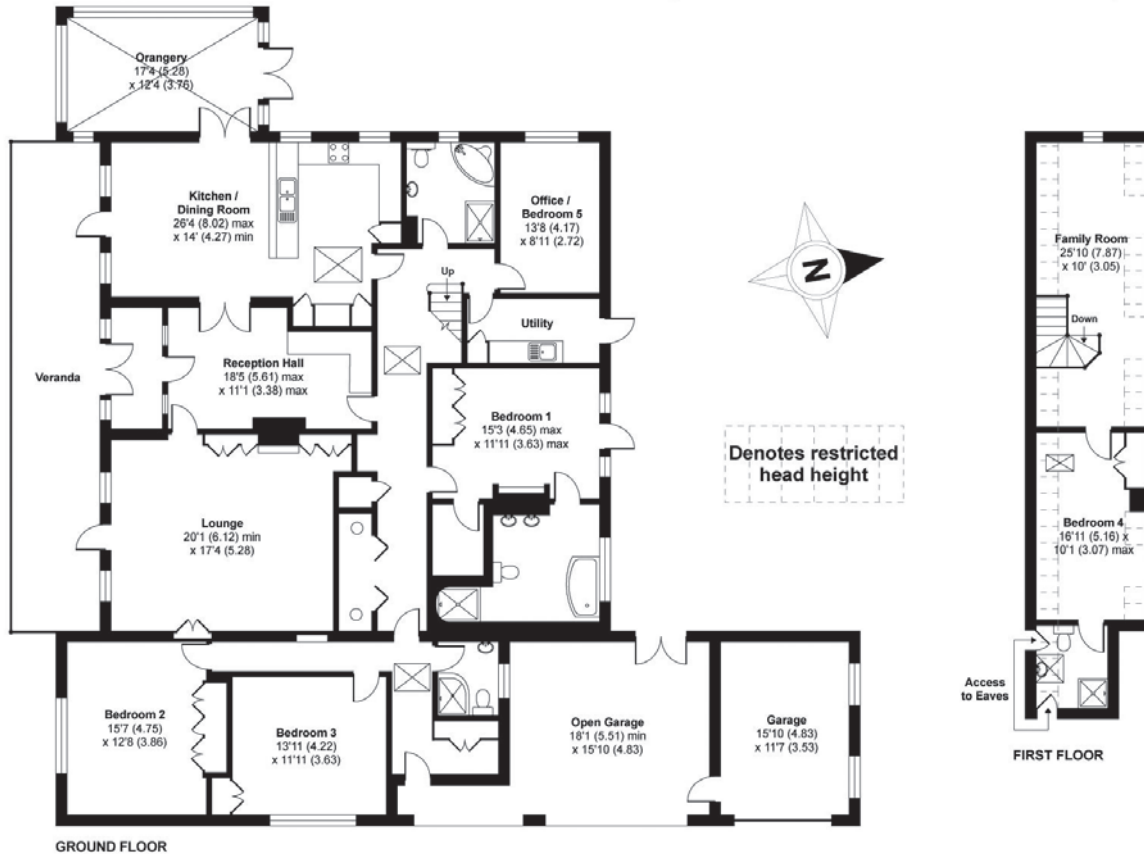 Orangery
17'4 (5.28)
x 12'4 (3.76)
Kitchen /
Dining Room
26'4 (8.02) max
x 14' (4.27) min
Office /
Bedroom 5
13'8 (4.17)
x 8'11 (2.72)
Up
Utility
Reception Hall
18'5 (5.61) max
x 11'1 (3.38) max
Veranda
Bedroom 1
15'3 (4.65) max
x 11'11 (3.63) max
Lounge
20'1 (6.12) min
x 17'4 (5.28)
Bedroom 2
15'7 (4.75)
x 12'8 (3.86)
Bedroom 3
13'11 (4.22)
x 11'11 (3.63)
Open Garage
18'1 (5.51) min
x 15'10 (4.83)
Garage
15'10 (4.83)
x 11'7 (3.53)
GROUND FLOOR
N
Denotes restricted
head height
Family Room
25'10 (7.87)
x 10' (3.05)
Down
Bedroom 4
16'11 (5.16) x
10'1 (3.07) max
Access
to Eaves
FIRST FLOOR